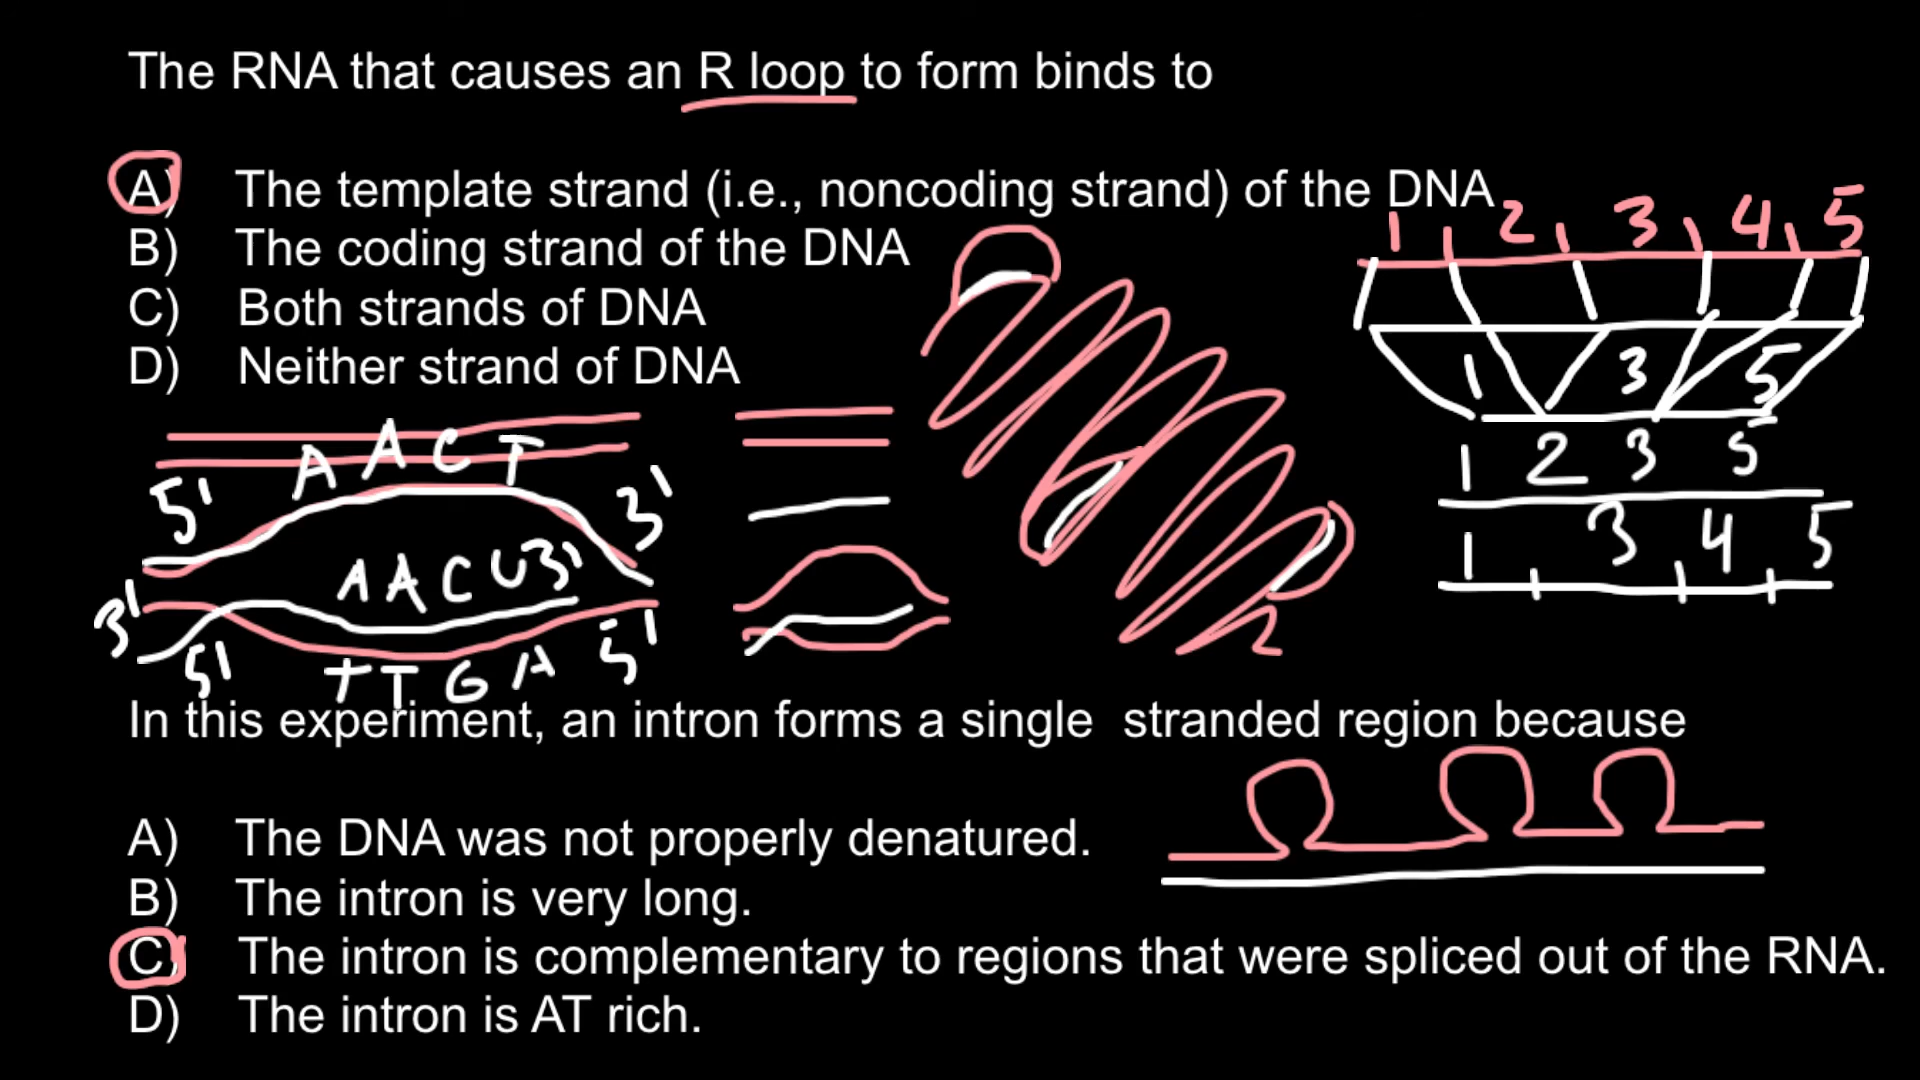 The RNA that causes an R loop to form binds to
A) The template strand (i.e., noncoding strand) of the DNA
B) The coding strand of the DNA
C) Both strands of DNA
D) Neither strand of DNA
1 2 3 4 5
1 3 5
1 2 3 5
1 3 4 5
A A C T
5' 3'
A A C U 3'
3' 5' 5'
T T G A
In this experiment, an intron forms a single stranded region because
A) The DNA was not properly denatured.
B) The intron is very long.
C) The intron is complementary to regions that were spliced out of the RNA.
D) The intron is AT rich.